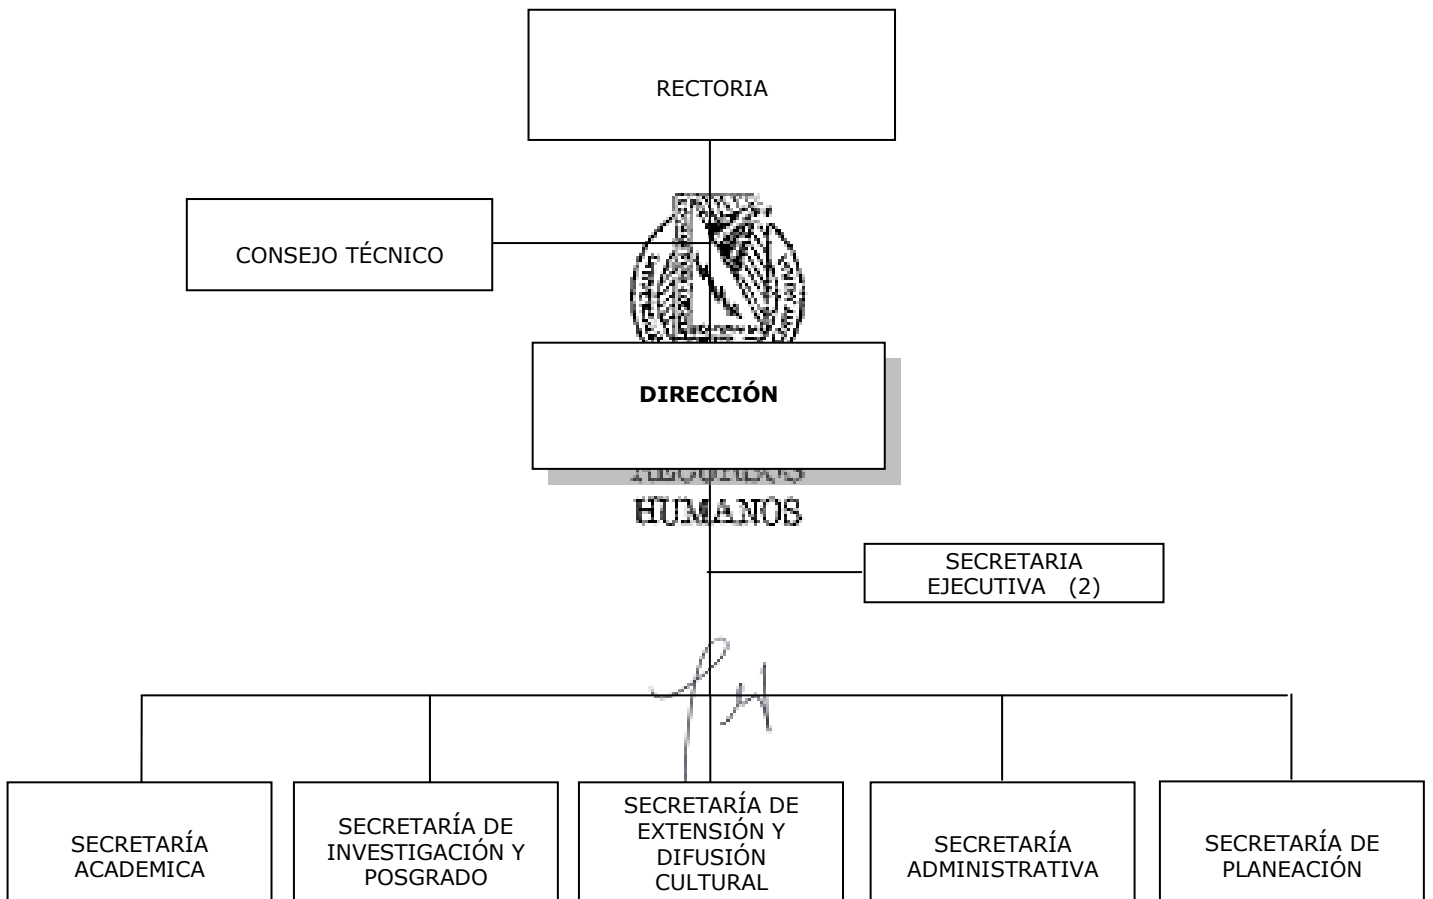 RECTORIA
CONSEJO TÉCNICO
DIRECCIÓN
HUMANOS
SECRETARIA
EJECUTIVA (2)
SECRETARÍA
ACADEMICA
SECRETARÍA DE
INVESTIGACIÓN Y
POSGRADO
SECRETARÍA DE
EXTENSIÓN Y
DIFUSIÓN
CULTURAL
SECRETARÍA
ADMINISTRATIVA
SECRETARÍA DE
PLANEACIÓN